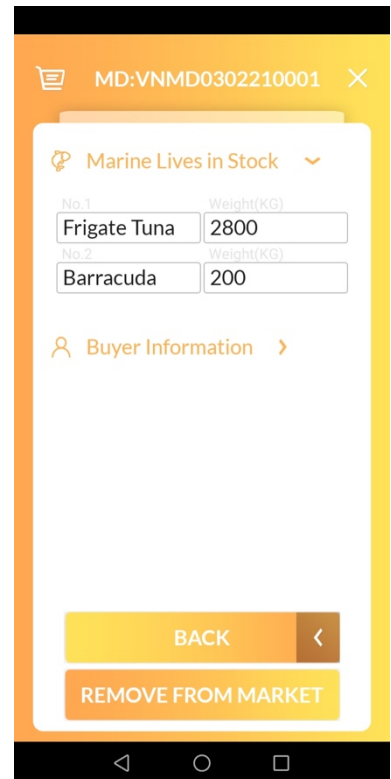 MD:VNMD0302210001
Marine Lives in Stock
No.1 Weight(KG)
Frigate Tuna 2800
No.2 Weight(KG)
Barracuda 200
Buyer Information
BACK
REMOVE FROM MARKET